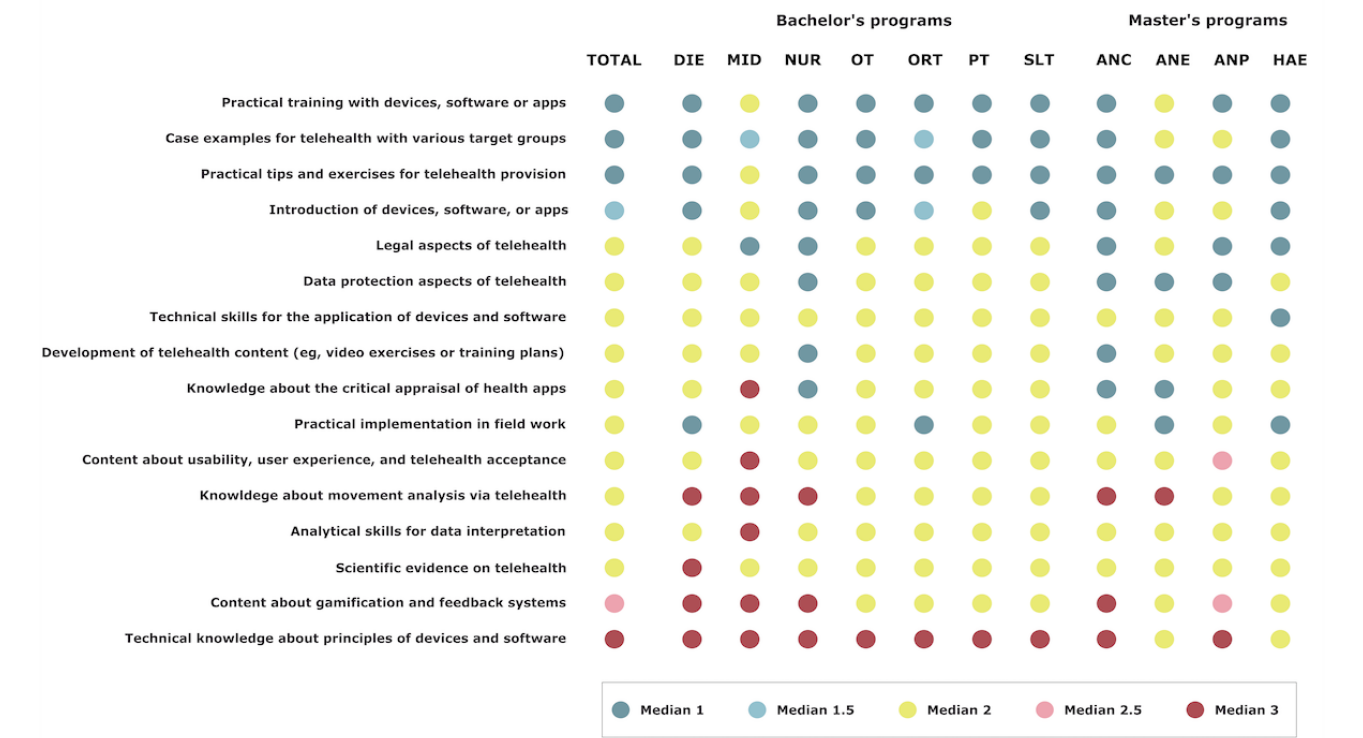 Bachelor's programs Master's programs
TOTAL DIE MID NUR OT ORT PT SLT ANC ANE ANP HAE
Practical training with devices, software or apps
Case examples for telehealth with various target groups
Practical tips and exercises for telehealth provision
Introduction of devices, software, or apps
Legal aspects of telehealth
Data protection aspects of telehealth
Technical skills for the application of devices and software
Development of telehealth content (eg, video exercises or training plans)
Knowledge about the critical appraisal of health apps
Practical implementation in field work
Content about usability, user experience, and telehealth acceptance
Knowldege about movement analysis via telehealth
Analytical skills for data interpretation
Scientific evidence on telehealth
Content about gamification and feedback systems
Technical knowledge about principles of devices and software
Median 1 Median 1.5 Median 2 Median 2.5 Median 3